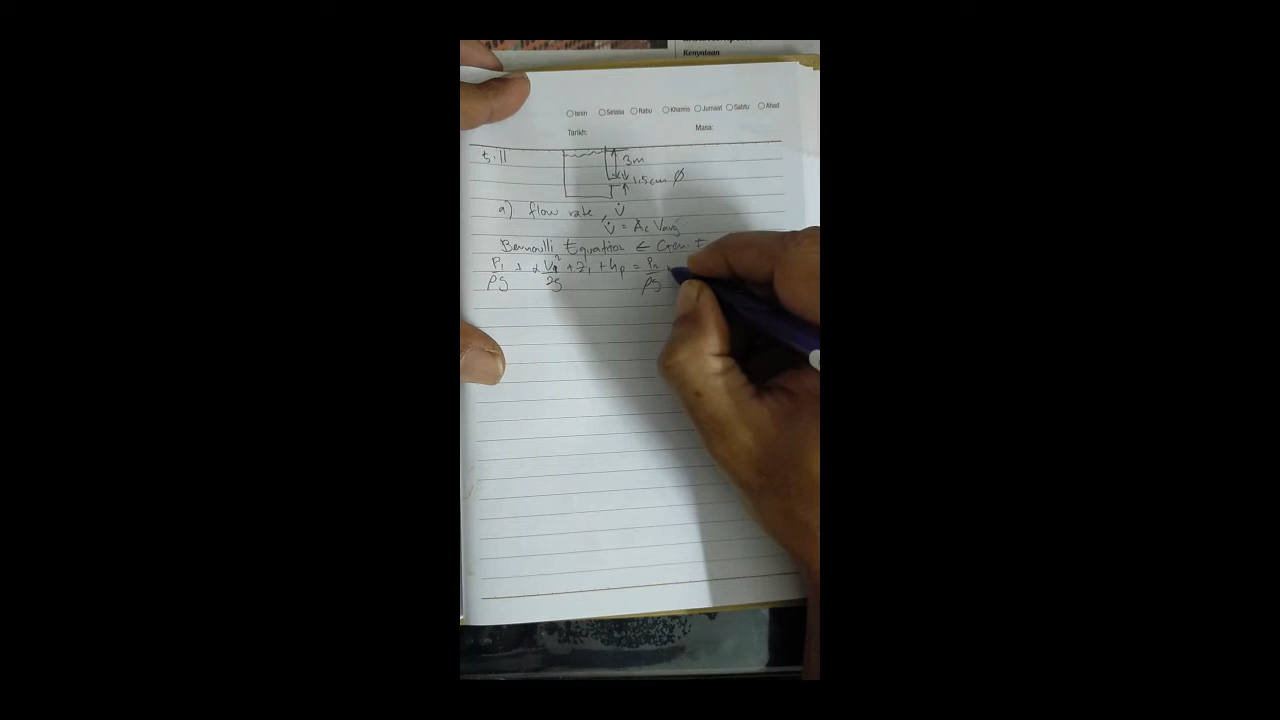 Kenyataan
Isnin Selasa Rabu Khamis Jumaat Sabtu Ahad
Tarikh: Masa:
5.11 3m
1.5cm ∅
a) flow rate, V̇
V̇ = Ac Vavg
Bernoulli Equation ← Gen. E
P₁/ρg + α V₁²/2g + z₁ + hp = P₂/ρg